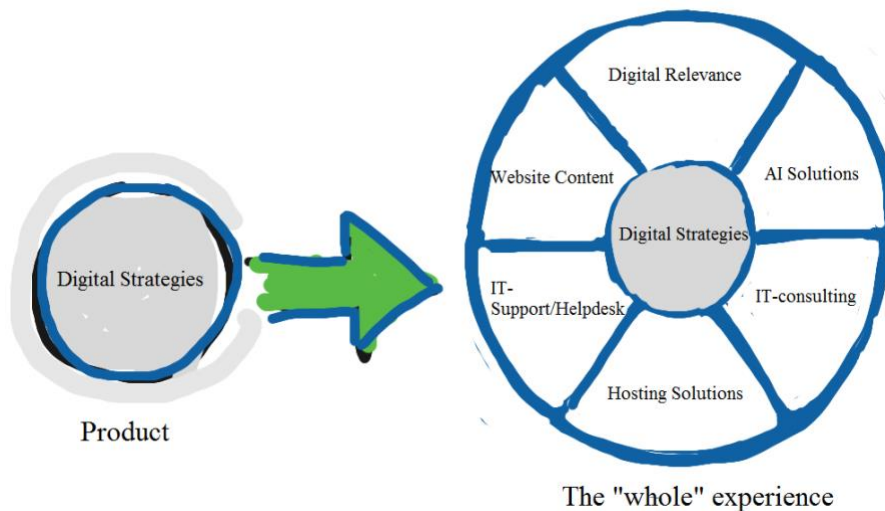 Digital Strategies
Product
Digital Relevance
Website Content
AI Solutions
Digital Strategies
IT-
Support/Helpdesk
IT-consulting
Hosting Solutions
The "whole" experience